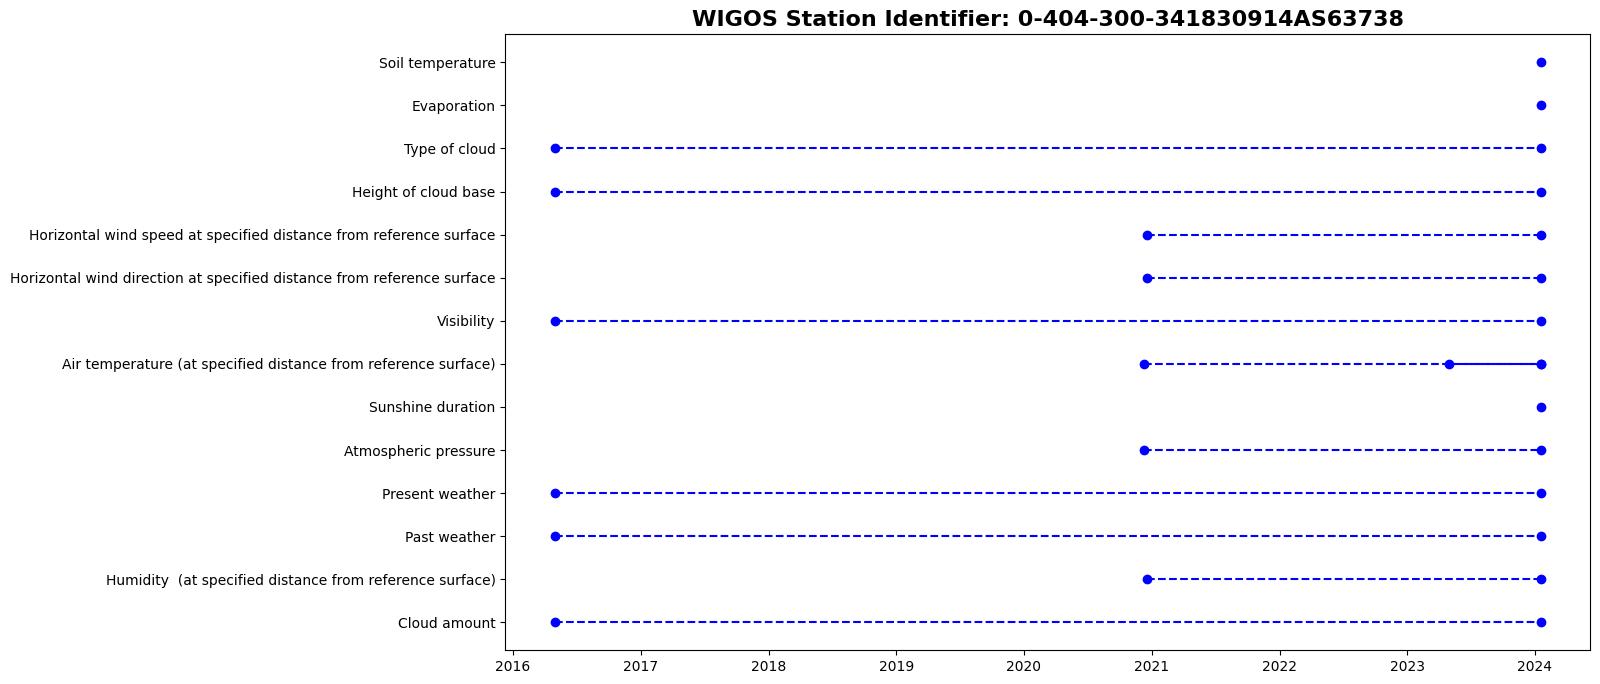 WIGOS Station Identifier: 0-404-300-341830914AS63738
Soil temperature
Evaporation
Type of cloud
Height of cloud base
Horizontal wind speed at specified distance from reference surface
Horizontal wind direction at specified distance from reference surface
Visibility
Air temperature (at specified distance from reference surface)
Sunshine duration
Atmospheric pressure
Present weather
Past weather
Humidity  (at specified distance from reference surface)
Cloud amount
2016 2017 2018 2019 2020 2021 2022 2023 2024